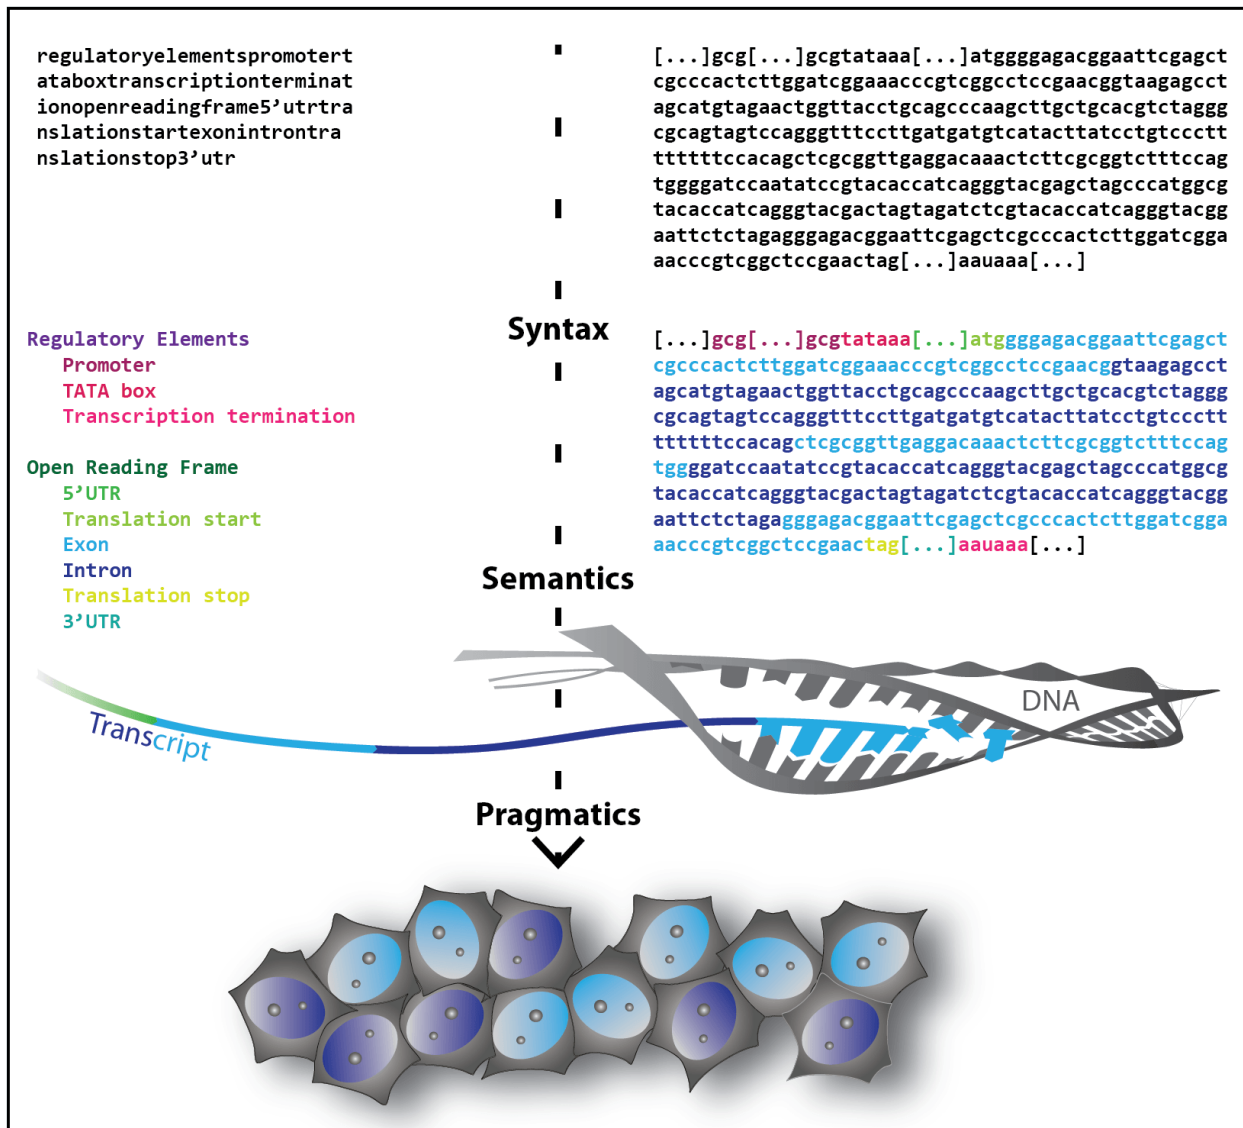 regulatoryelementspromotert
ataboxtranscriptionterminat
ionopenreadingframe5’utrtra
nslationstartexonintrontra
nslationstop3’utr
[...]gcg[...]gcgtataaa[...]atggggagacggaattcgagct
cgcccactcttggatcggaaacccgtcggcctccgaacggtaagagcct
agcatgtagaactggttacctgcagcccaagcttgctgcacgtctaggg
cgcagtagtccagggtttccttgatgatgtcatacttatcctgtccctt
ttttttccacagctcgcggttgaggacaaactcttcgcggtctttccag
tggggatccaatatccgtacaccatcagggtacgagctagcccatggcg
tacaccatcagggtacgactagtagatctcgtacaccatcagggtacgg
aattctctagagggagacggaattcgagctcgcccactcttggatcgga
aacccgtcggctccgaactag[...]aauaaa[...]
Syntax
Regulatory Elements
Promoter
TATA box
Transcription termination
Open Reading Frame
5’UTR
Translation start
Exon
Intron
Translation stop
3’UTR
[...]gcg[...]gcgtataaa[...]atggggagacggaattcgagct
cgcccactcttggatcggaaacccgtcggcctccgaacggtaagagcct
agcatgtagaactggttacctgcagcccaagcttgctgcacgtctaggg
cgcagtagtccagggtttccttgatgatgtcatacttatcctgtccctt
ttttttccacagctcgcggttgaggacaaactcttcgcggtctttccag
tggggatccaatatccgtacaccatcagggtacgagctagcccatggcg
tacaccatcagggtacgactagtagatctcgtacaccatcagggtacgg
aattctctagagggagacggaattcgagctcgcccactcttggatcgga
aacccgtcggctccgaactag[...]aauaaa[...]
Semantics
DNA
Transcript
Pragmatics